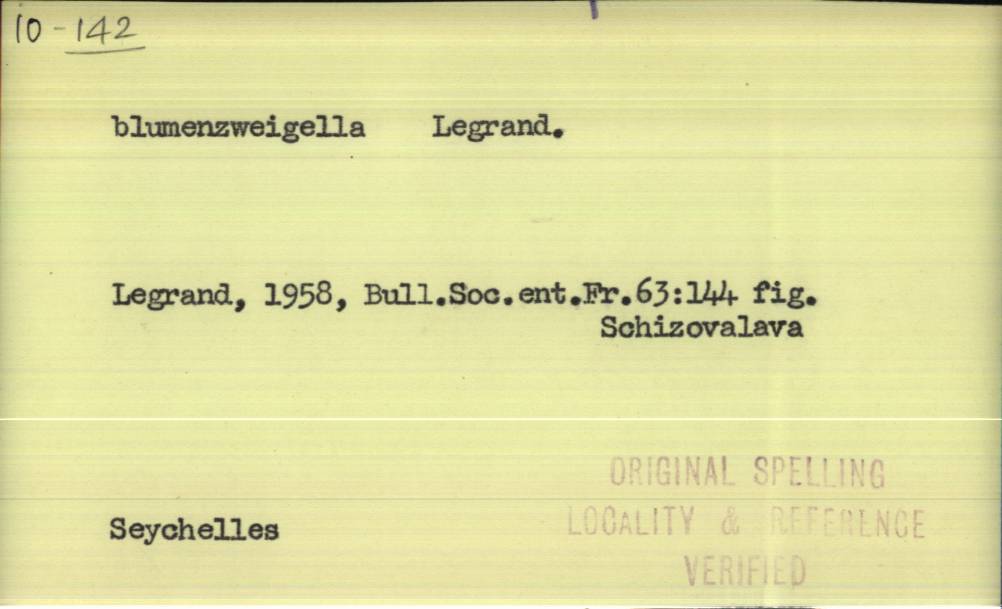 10-142
blumenzweigella Legrand.
Legrand, 1958, Bull.Soc.ent.Fr.63:144 fig.
Schizovalava
Seychelles
ORIGINAL SPELLING
LOCALITY & REFERENCE
VERIFIED